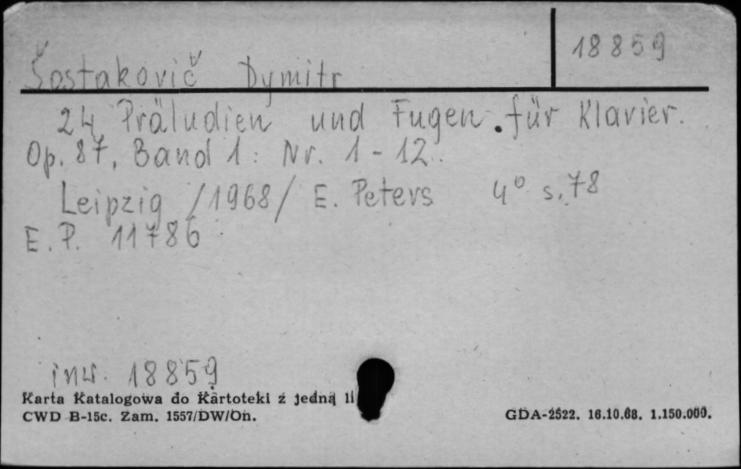 18859
Šostakovič Dymitr
24 Präludien und Fugen. für Klavier.
Op. 87, Band 1: Nr. 1-12.
Leipzig /1968/ E. Peters 4° s. 78
E. P. 11786
inw. 18859
Karta Katalogowa do Kartoteki z jedną li
CWD B-15c. Zam. 1557/DW/On. GDA-2522. 16.10.68. 1.150.000.